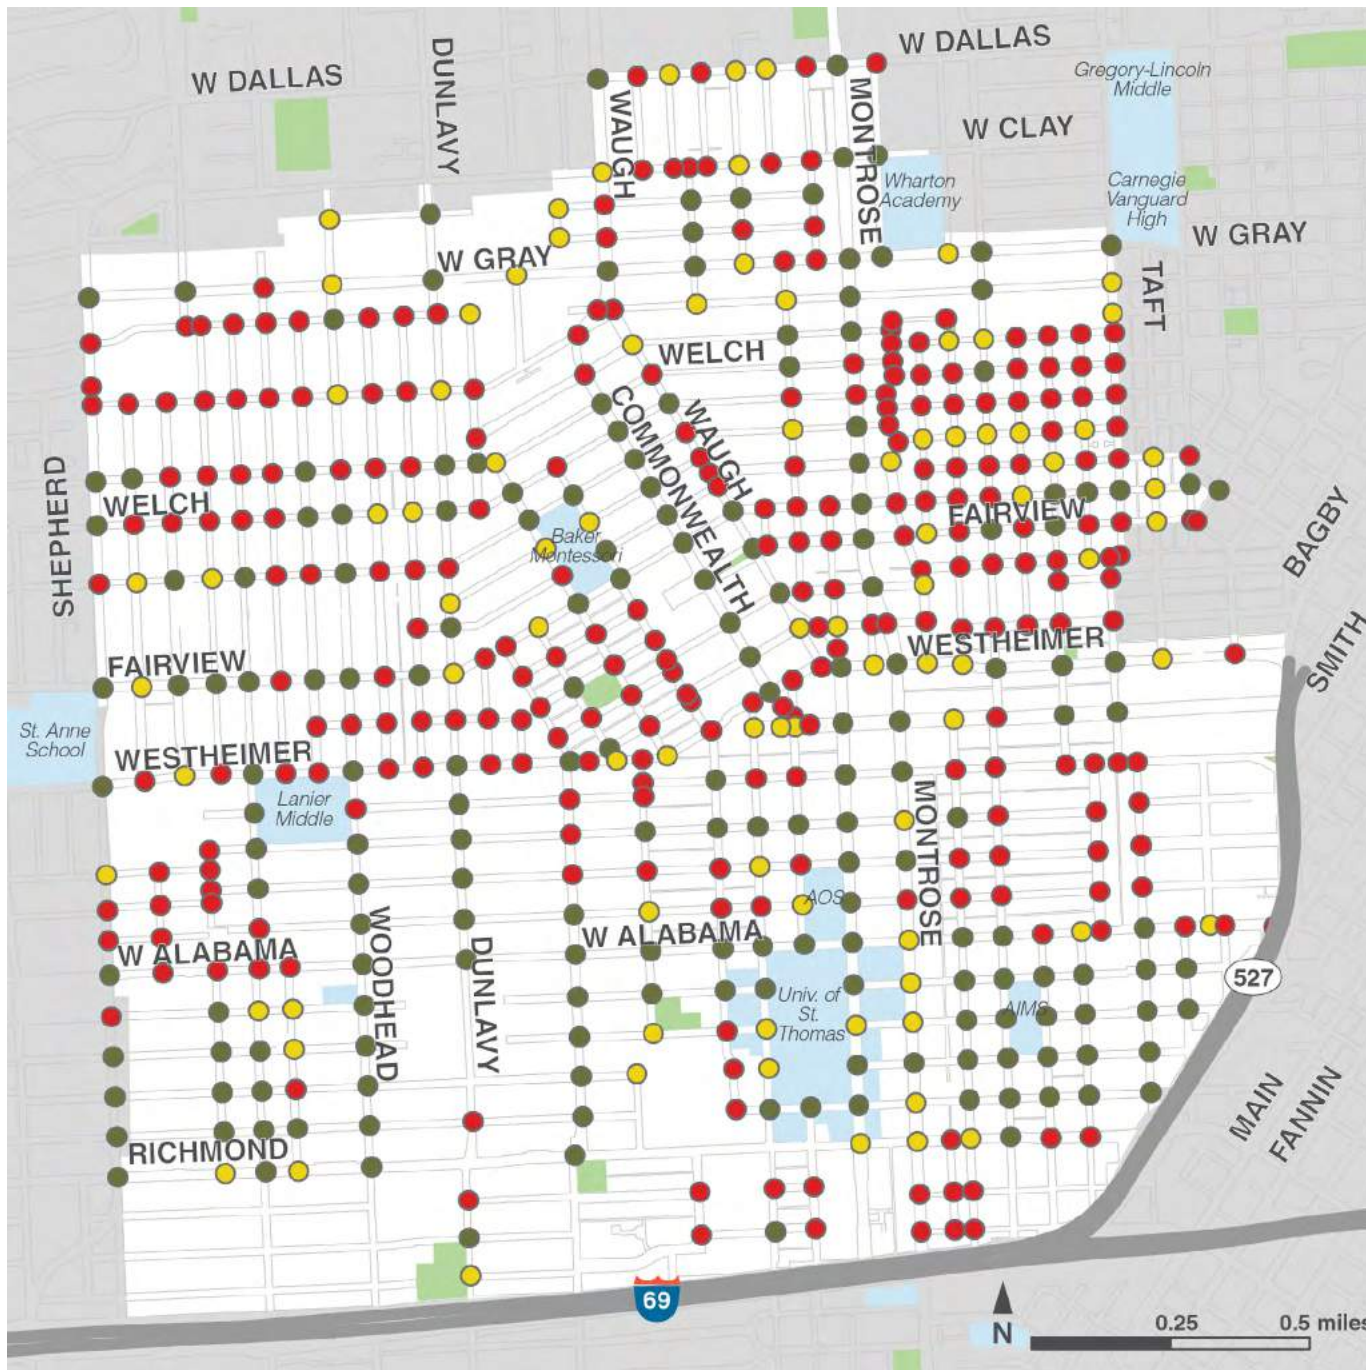 W DALLAS
DUNLAVY
W DALLAS
Gregory-Lincoln
Middle
WAUGH
MONTROSE
W CLAY
Wharton
Academy
Carnegie
Vanguard
High
W GRAY
W GRAY
TAFT
WELCH
COMMONWEALTH
WAUGH
SHEPHERD
WELCH
FAIRVIEW
BAGBY
Baker
Montessori
SMITH
FAIRVIEW
WESTHEIMER
St. Anne
School
WESTHEIMER
Lanier
Middle
MONTROSE
AOS
W ALABAMA
W ALABAMA
WOODHEAD
DUNLAVY
527
Univ. of
St.
Thomas
AIMS
MAIN
FANNIN
RICHMOND
69
N
0.25
0.5 miles